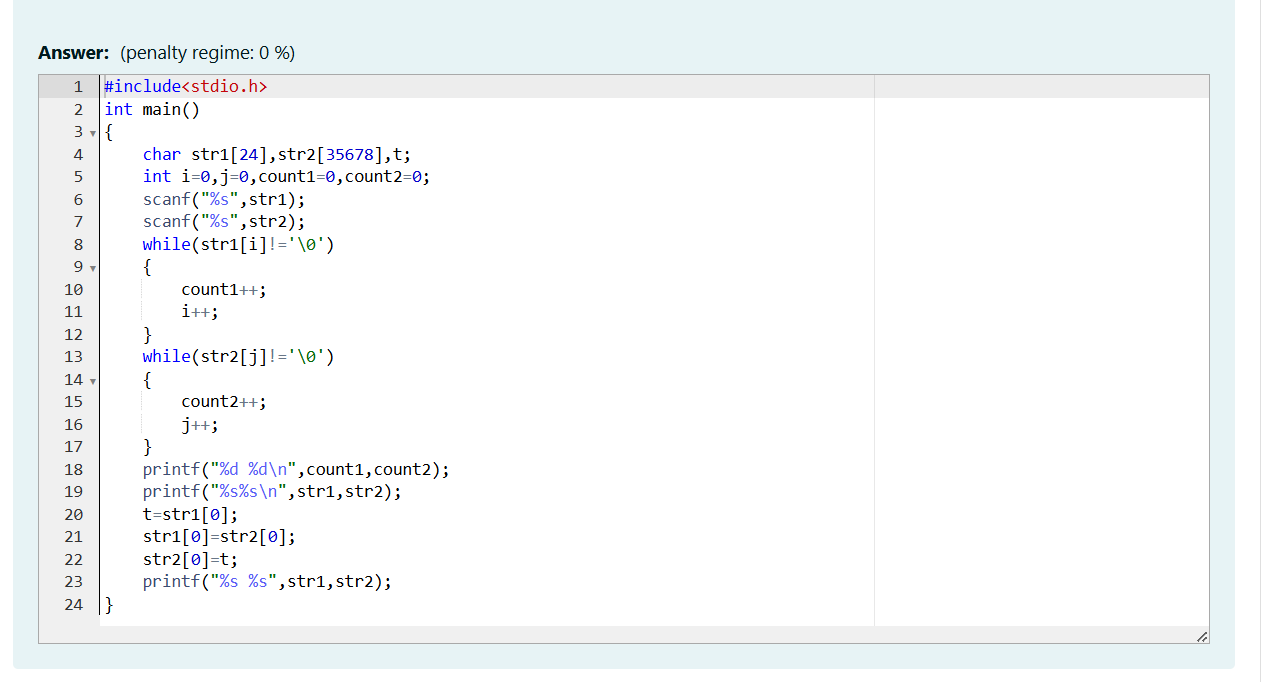 Answer: (penalty regime: 0 %)
1 #include<stdio.h>
2 int main()
3 {
4     char str1[24],str2[35678],t;
5     int i=0,j=0,count1=0,count2=0;
6     scanf("%s",str1);
7     scanf("%s",str2);
8     while(str1[i]!='\0')
9     {
10         count1++;
11         i++;
12     }
13     while(str2[j]!='\0')
14     {
15         count2++;
16         j++;
17     }
18     printf("%d %d\n",count1,count2);
19     printf("%s%s\n",str1,str2);
20     t=str1[0];
21     str1[0]=str2[0];
22     str2[0]=t;
23     printf("%s %s",str1,str2);
24 }